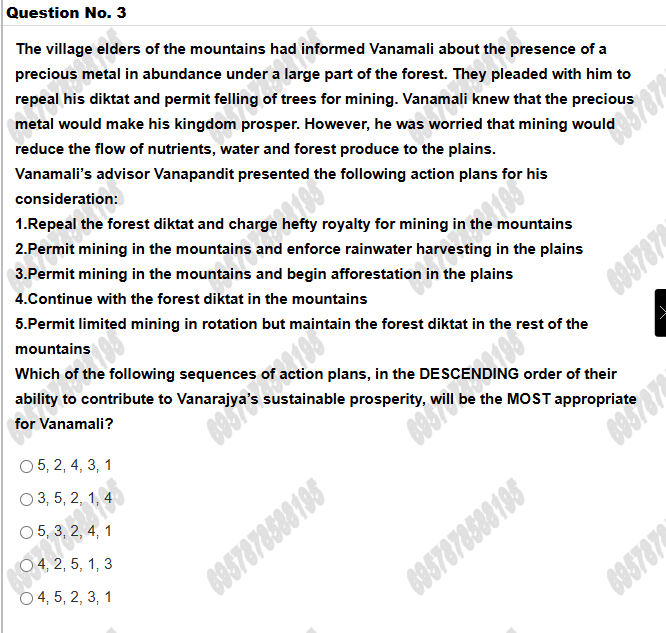 Question No. 3
The village elders of the mountains had informed Vanamali about the presence of a
precious metal in abundance under a large part of the forest. They pleaded with him to
repeal his diktat and permit felling of trees for mining. Vanamali knew that the precious
metal would make his kingdom prosper. However, he was worried that mining would
reduce the flow of nutrients, water and forest produce to the plains.
Vanamali's advisor Vanapandit presented the following action plans for his
consideration:
1.Repeal the forest diktat and charge hefty royalty for mining in the mountains
2.Permit mining in the mountains and enforce rainwater harvesting in the plains
3.Permit mining in the mountains and begin afforestation in the plains
4.Continue with the forest diktat in the mountains
5.Permit limited mining in rotation but maintain the forest diktat in the rest of the
mountains
Which of the following sequences of action plans, in the DESCENDING order of their
ability to contribute to Vanarajya's sustainable prosperity, will be the MOST appropriate
for Vanamali?
5, 2, 4, 3, 1
3, 5, 2, 1, 4
5, 3, 2, 4, 1
4, 2, 5, 1, 3
4, 5, 2, 3, 1